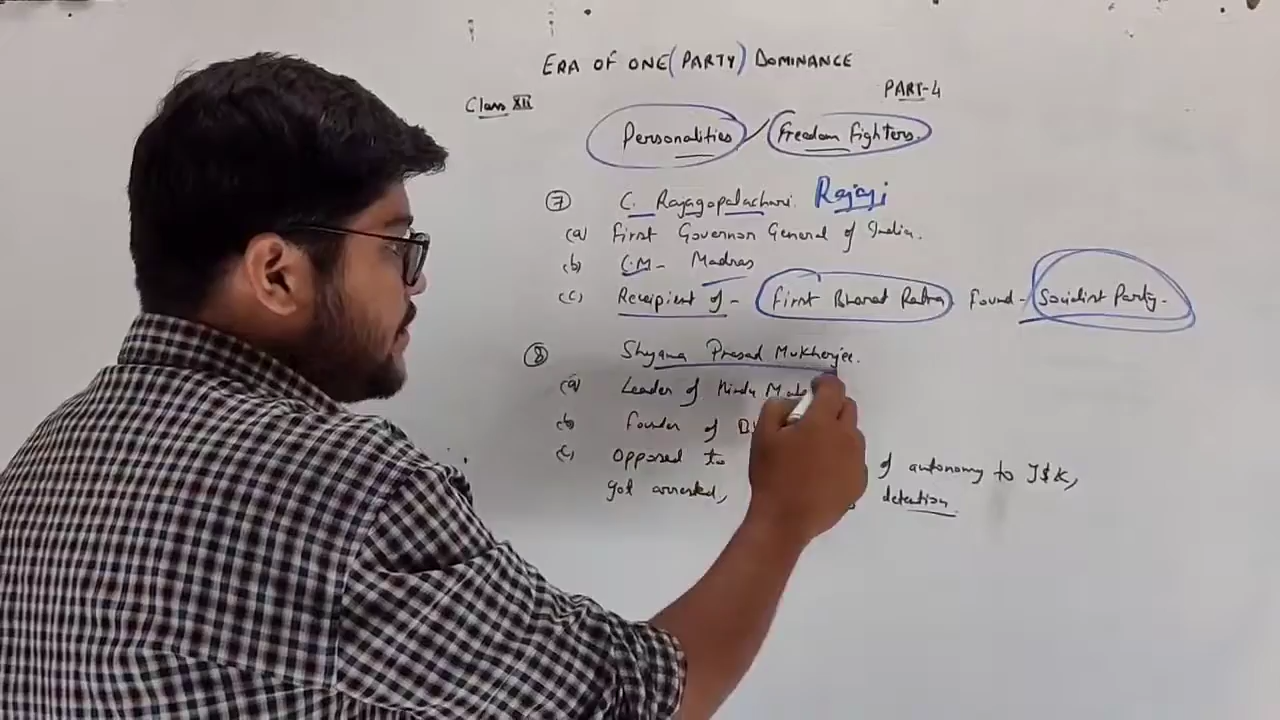 ERA OF ONE (PARTY) DOMINANCE
PART-4
Class XII
Personalities / Freedom Fighters.
⑦ C. Rajagopalachari. Rajaji
(a) First Governor General of India.
(b) C.M- Madras
(c) Receipient of- First Bharat Ratna Found- Socialist Party-
⑧ Shyama Prasad Mukherjee.
(a) Leader of Hindu
(b) Founder of
(c) Opposed to of autonomy to J&K,
got arrested, detention